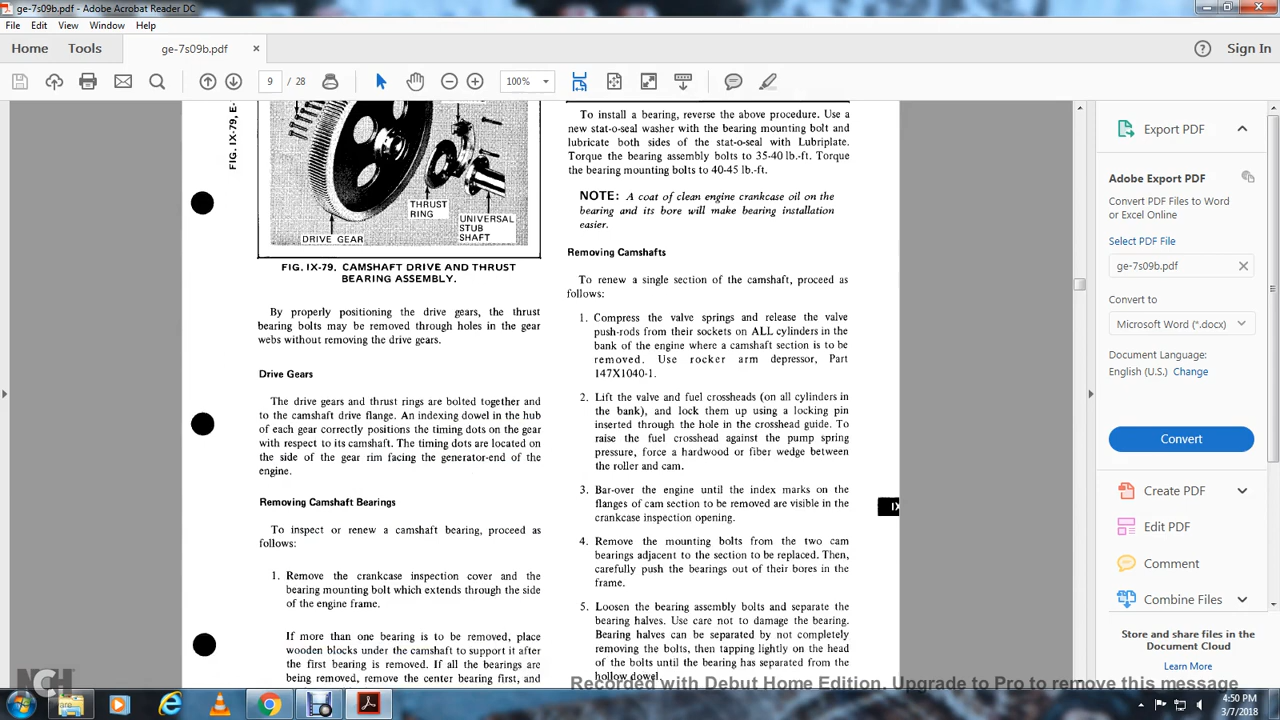 ge-7s09b.pdf - Adobe Acrobat Reader DC
File Edit View Window Help
Home Tools ge-7s09b.pdf × Sign In
9 / 28 100%
FIG. IX-79, E-
THRUST
RING
UNIVERSAL
STUB
SHAFT
DRIVE GEAR
FIG. IX-79. CAMSHAFT DRIVE AND THRUST
BEARING ASSEMBLY.
By properly positioning the drive gears, the thrust
bearing bolts may be removed through holes in the gear
webs without removing the drive gears.
Drive Gears
The drive gears and thrust rings are bolted together and
to the camshaft drive flange. An indexing dowel in the hub
of each gear correctly positions the timing dots on the gear
with respect to its camshaft. The timing dots are located on
the side of the gear rim facing the generator-end of the
engine.
Removing Camshaft Bearings
To inspect or renew a camshaft bearing, proceed as
follows:
1. Remove the crankcase inspection cover and the
bearing mounting bolt which extends through the side
of the engine frame.
If more than one bearing is to be removed, place
wooden blocks under the camshaft to support it after
the first bearing is removed. If all the bearings are
being removed, remove the center bearing first, and
To install a bearing, reverse the above procedure. Use a
new stat-o-seal washer with the bearing mounting bolt and
lubricate both sides of the stat-o-seal with Lubriplate.
Torque the bearing assembly bolts to 35-40 lb.-ft. Torque
the bearing mounting bolts to 40-45 lb.-ft.
NOTE: A coat of clean engine crankcase oil on the
bearing and its bore will make bearing installation
easier.
Removing Camshafts
To renew a single section of the camshaft, proceed as
follows:
1. Compress the valve springs and release the valve
push-rods from their sockets on ALL cylinders in the
bank of the engine where a camshaft section is to be
removed. Use rocker arm depressor, Part
147X1040-1.
2. Lift the valve and fuel crossheads (on all cylinders in
the bank), and lock them up using a locking pin
inserted through the hole in the crosshead guide. To
raise the fuel crosshead against the pump spring
pressure, force a hardwood or fiber wedge between
the roller and cam.
3. Bar-over the engine until the index marks on the
flanges of cam section to be removed are visible in the
crankcase inspection opening.
4. Remove the mounting bolts from the two cam
bearings adjacent to the section to be replaced. Then,
carefully push the bearings out of their bores in the
frame.
5. Loosen the bearing assembly bolts and separate the
bearing halves. Use care not to damage the bearing.
Bearing halves can be separated by not completely
removing the bolts, then tapping lightly on the head
of the bolts until the bearing has separated from the
hollow dowel.
IX
Export PDF
Adobe Export PDF
Convert PDF Files to Word
or Excel Online
Select PDF File
ge-7s09b.pdf
Convert to
Microsoft Word (*.docx)
Document Language:
English (U.S.) Change
Convert
Create PDF
Edit PDF
Comment
Combine Files
Store and share files in the
Document Cloud
Learn More
NCH
Recorded with Debut Home Edition. Upgrade to Pro to remove this message
4:50 PM
3/7/2018